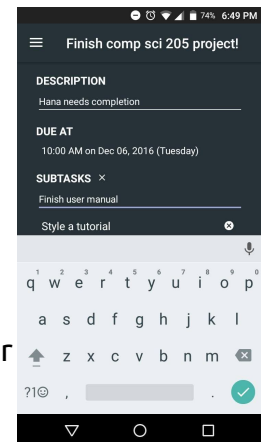 74% 6:49 PM
Finish comp sci 205 project!
DESCRIPTION
Hana needs completion
DUE AT
10:00 AM on Dec 06, 2016 (Tuesday)
SUBTASKS ×
Finish user manual
Style a tutorial
1 2 3 4 5 6 7 8 9 0
q w e r t y u i o p
a s d f g h j k l
r
z x c v b n m
?1☺ , .